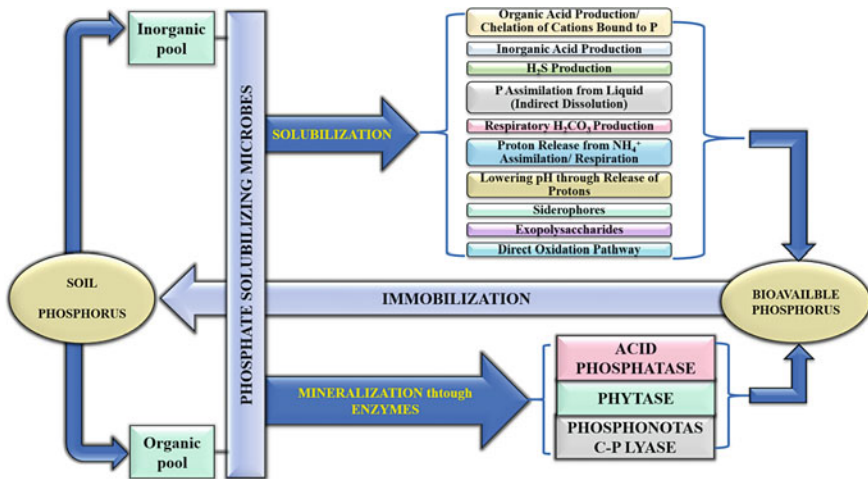 Inorganic
pool
SOIL
PHOSPHORUS
Organic
pool
PHOSPHATE SOLUBILIZING MICROBES
SOLUBILIZATION
Organic Acid Production/
Chelation of Cations Bound to P
Inorganic Acid Production
H₂S Production
P Assimilation from Liquid
(Indirect Dissolution)
Respiratory H₂CO₃ Production
Proton Release from NH₄⁺
Assimilation/ Respiration
Lowering pH through Release of
Protons
Siderophores
Exopolysaccharides
Direct Oxidation Pathway
IMMOBILIZATION
BIOAVAILBLE
PHOSPHORUS
MINERALIZATION thtough
ENZYMES
ACID
PHOSPHATASE
PHYTASE
PHOSPHONOTAS
C-P LYASE